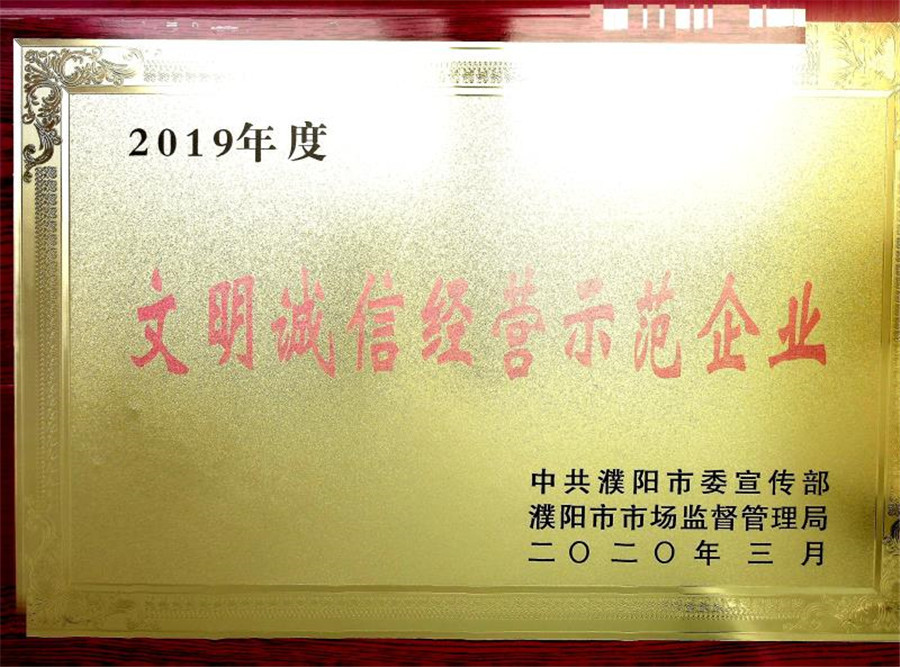 2019年度
文明诚信经营示范企业
中共濮阳市委宣传部
濮阳市市场监督管理局
二〇二〇年三月